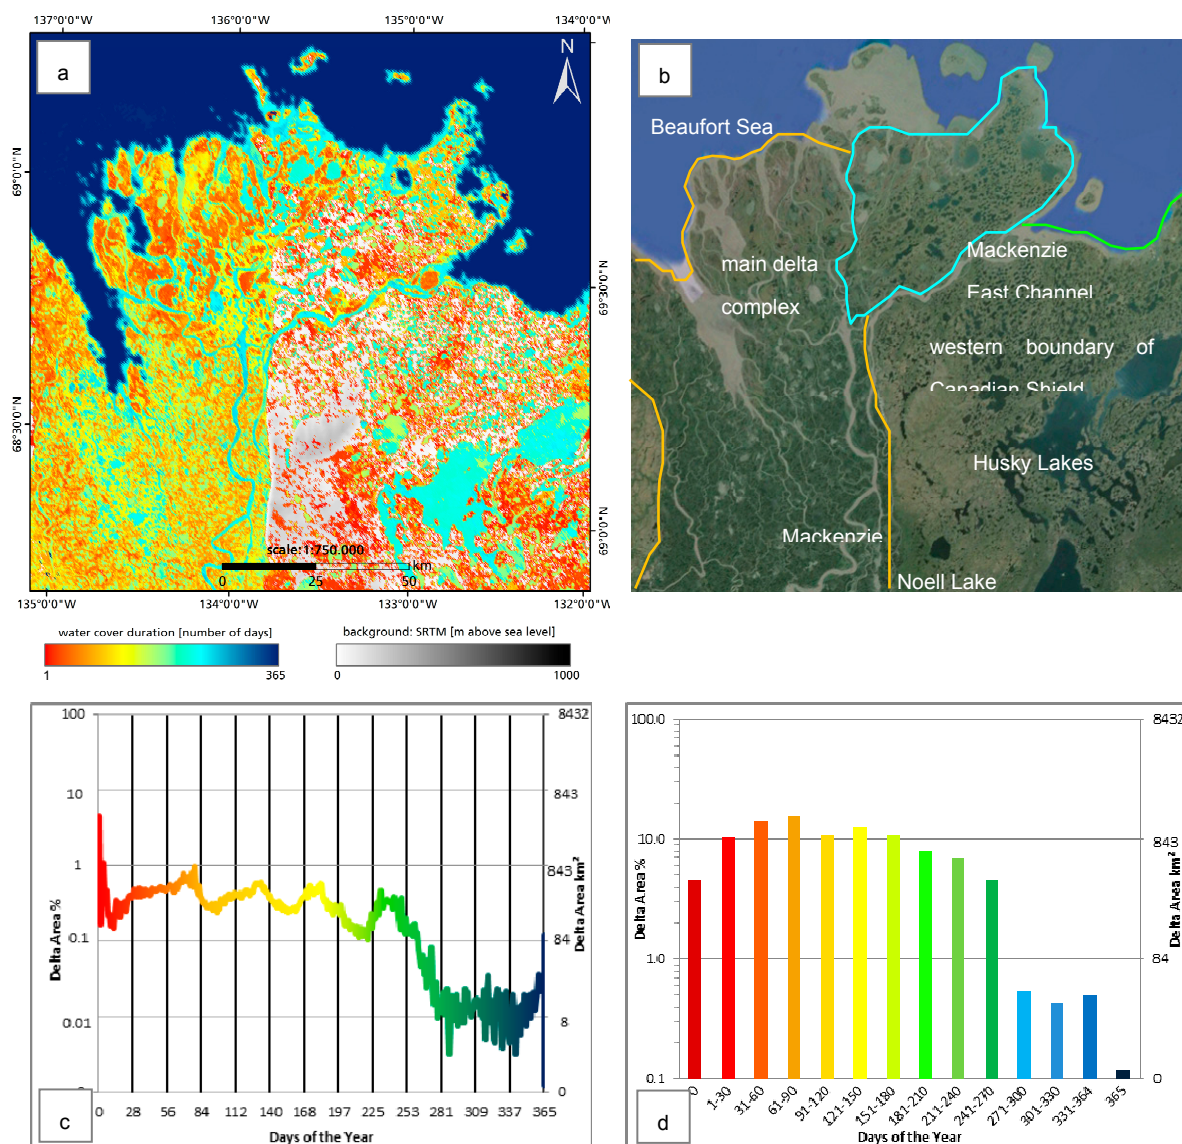 137°0'0"W 136°0'0"W 135°0'0"W 134°0'0"W
a
N
69°0'0"N
68°30'0"N
69°30'0"N
69°0'0"N
scale:1:750.000
km
0 25 50
135°0'0"W 134°0'0"W 133°0'0"W 132°0'0"W
water cover duration [number of days]
1 365
background: SRTM [m above sea level]
0 1000
b
Beaufort Sea
main delta
complex
Mackenzie
East Channel
western boundary of
Canadian Shield
Husky Lakes
Mackenzie
Noell Lake
100
10
1
0.1
0.01
Delta Area %
8432
843
843
84
8
0
Delta Area km²
c
0 28 56 84 112 140 168 197 225 253 281 309 337 365
Days of the Year
100.0
10.0
1.0
0.1
Delta Area %
8432
843
84
0
Delta Area km²
d
0 1-30 31-60 61-90 91-120 121-150 151-180 181-210 211-240 241-270 271-300 301-330 331-364 365
Days of the Year